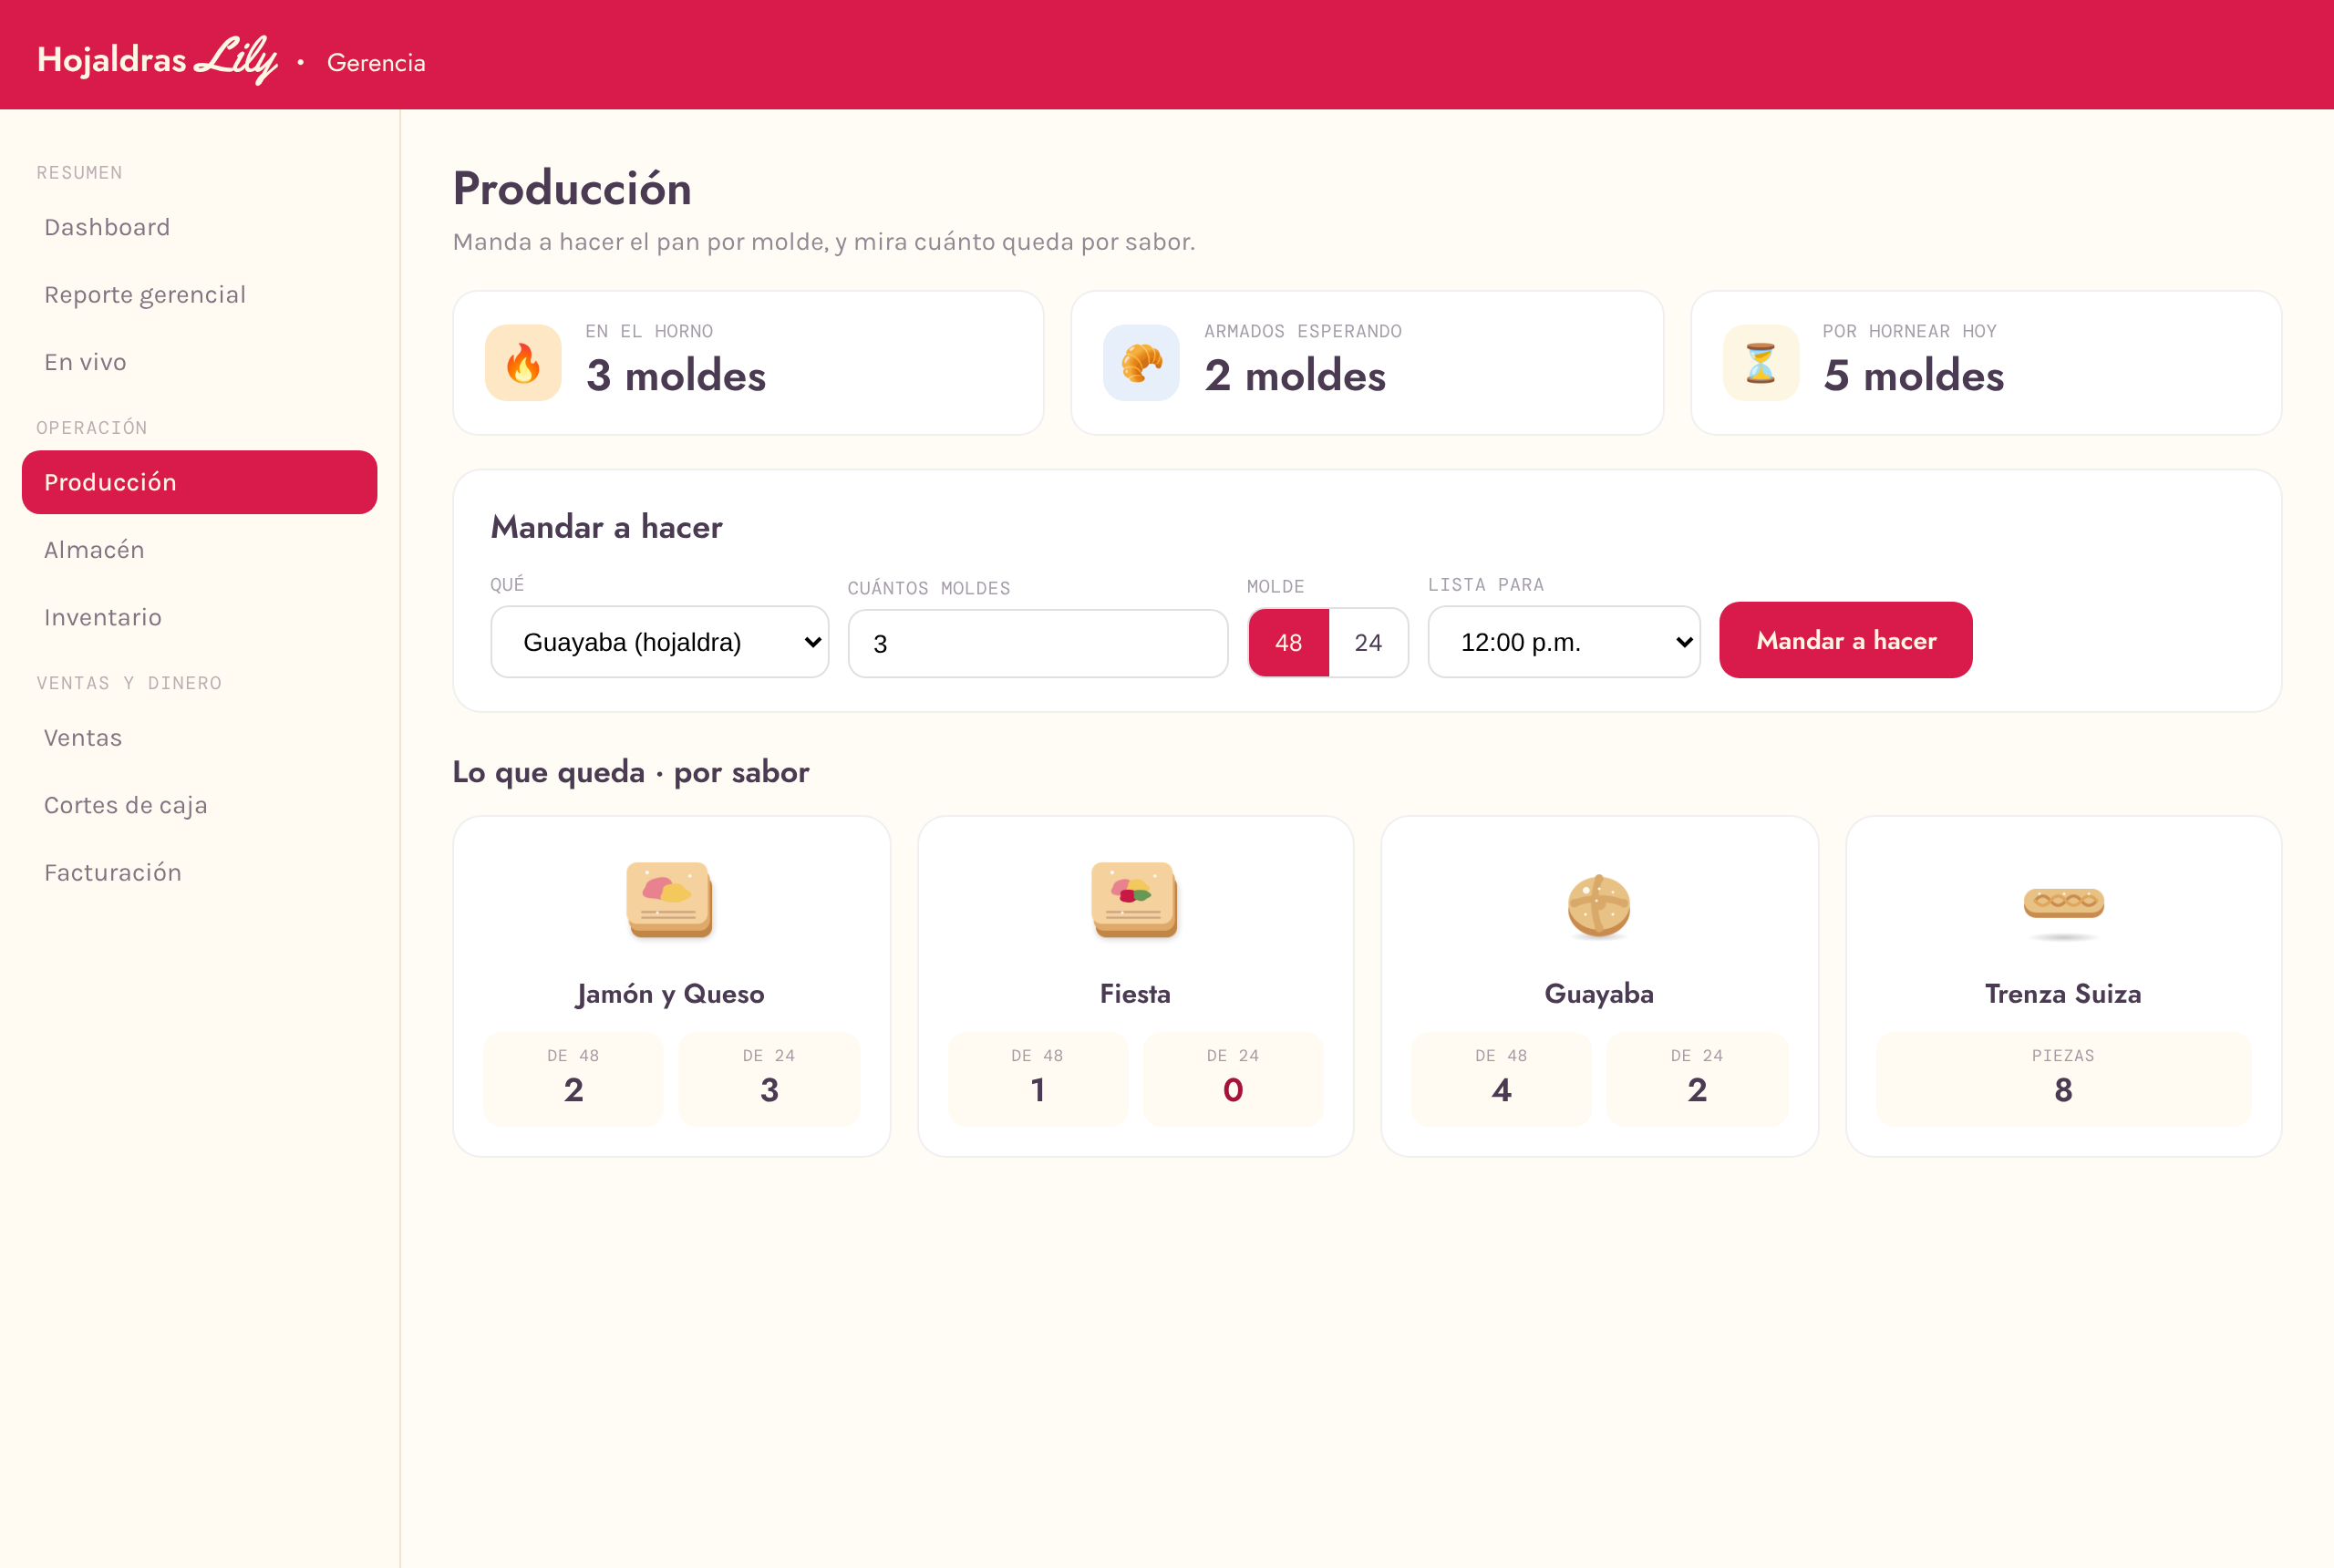 Hojaldras Lily • Gerencia
RESUMEN
Dashboard
Reporte gerencial
En vivo
OPERACIÓN
Producción
Almacén
Inventario
VENTAS Y DINERO
Ventas
Cortes de caja
Facturación
Producción
Manda a hacer el pan por molde, y mira cuánto queda por sabor.
EN EL HORNO
3 moldes
ARMADOS ESPERANDO
2 moldes
POR HORNEAR HOY
5 moldes
Mandar a hacer
QUÉ
Guayaba (hojaldra)
CUÁNTOS MOLDES
3
MOLDE
48 24
LISTA PARA
12:00 p.m.
Mandar a hacer
Lo que queda · por sabor
Jamón y Queso
DE 48
2
DE 24
3
Fiesta
DE 48
1
DE 24
0
Guayaba
DE 48
4
DE 24
2
Trenza Suiza
PIEZAS
8